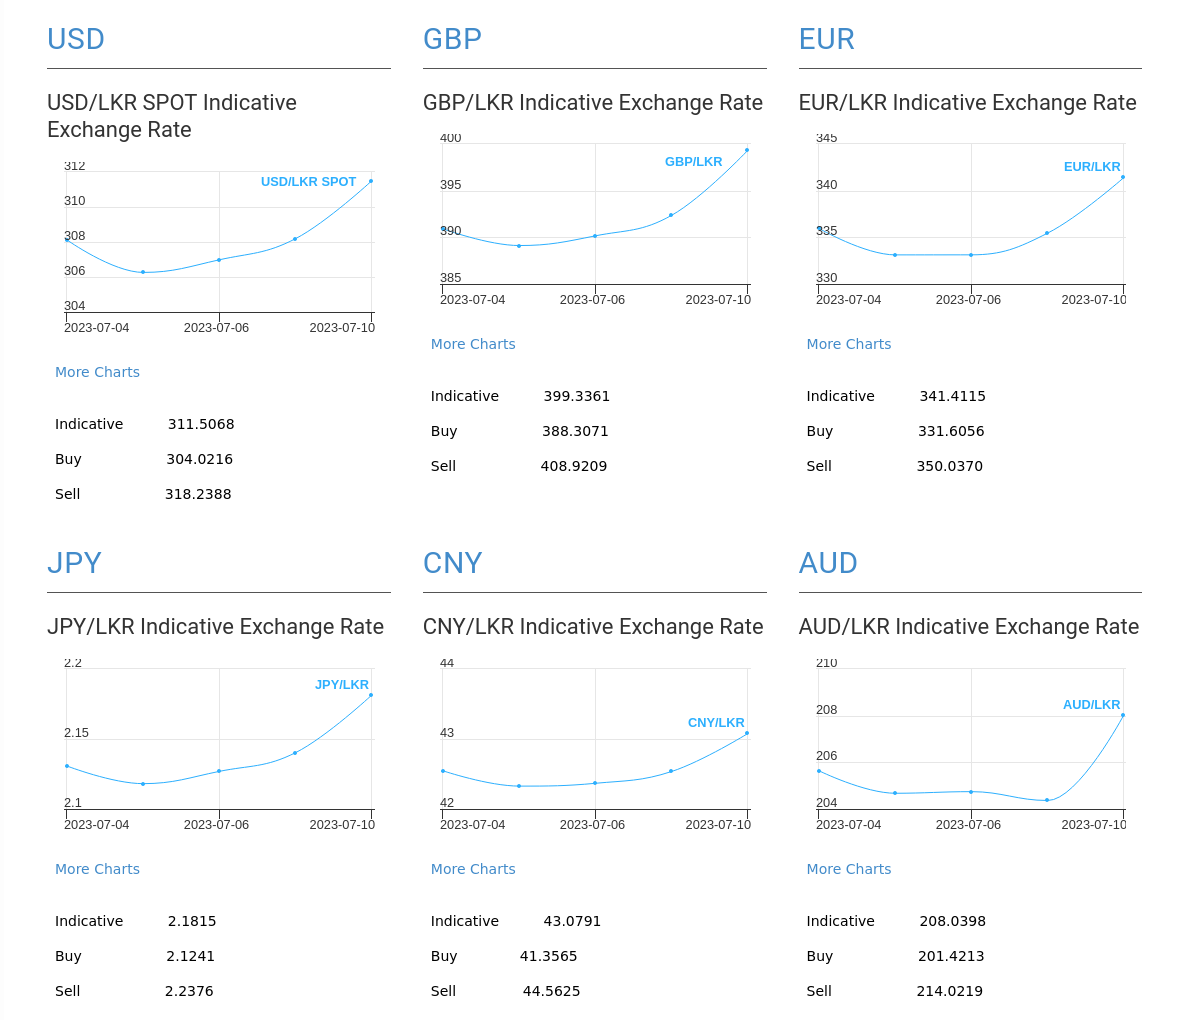 USD
USD/LKR SPOT Indicative
Exchange Rate
312
310
308
306
304
USD/LKR SPOT
2023-07-04
2023-07-06
2023-07-10
More Charts
Indicative 311.5068
Buy 304.0216
Sell 318.2388
GBP
GBP/LKR Indicative Exchange Rate
400
395
390
385
GBP/LKR
2023-07-04
2023-07-06
2023-07-10
More Charts
Indicative 399.3361
Buy 388.3071
Sell 408.9209
EUR
EUR/LKR Indicative Exchange Rate
345
340
335
330
EUR/LKR
2023-07-04
2023-07-06
2023-07-10
More Charts
Indicative 341.4115
Buy 331.6056
Sell 350.0370
JPY
JPY/LKR Indicative Exchange Rate
2.2
2.15
2.1
JPY/LKR
2023-07-04
2023-07-06
2023-07-10
More Charts
Indicative 2.1815
Buy 2.1241
Sell 2.2376
CNY
CNY/LKR Indicative Exchange Rate
44
43
42
CNY/LKR
2023-07-04
2023-07-06
2023-07-10
More Charts
Indicative 43.0791
Buy 41.3565
Sell 44.5625
AUD
AUD/LKR Indicative Exchange Rate
210
208
206
204
AUD/LKR
2023-07-04
2023-07-06
2023-07-10
More Charts
Indicative 208.0398
Buy 201.4213
Sell 214.0219